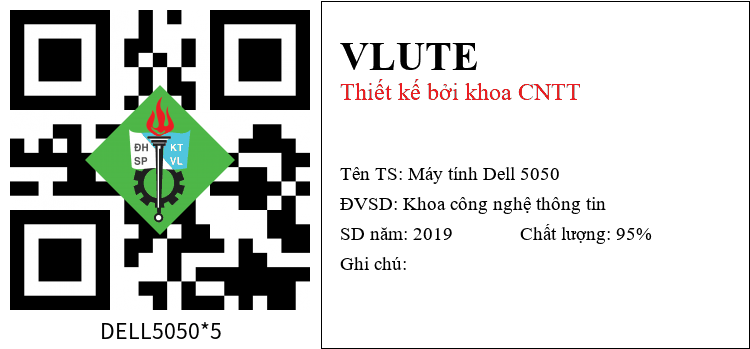 ĐH KT
SP VL
DELL5050*5
VLUTE
Thiết kế bởi khoa CNTT
Tên TS: Máy tính Dell 5050
ĐVSD: Khoa công nghệ thông tin
SD năm: 2019 Chất lượng: 95%
Ghi chú: